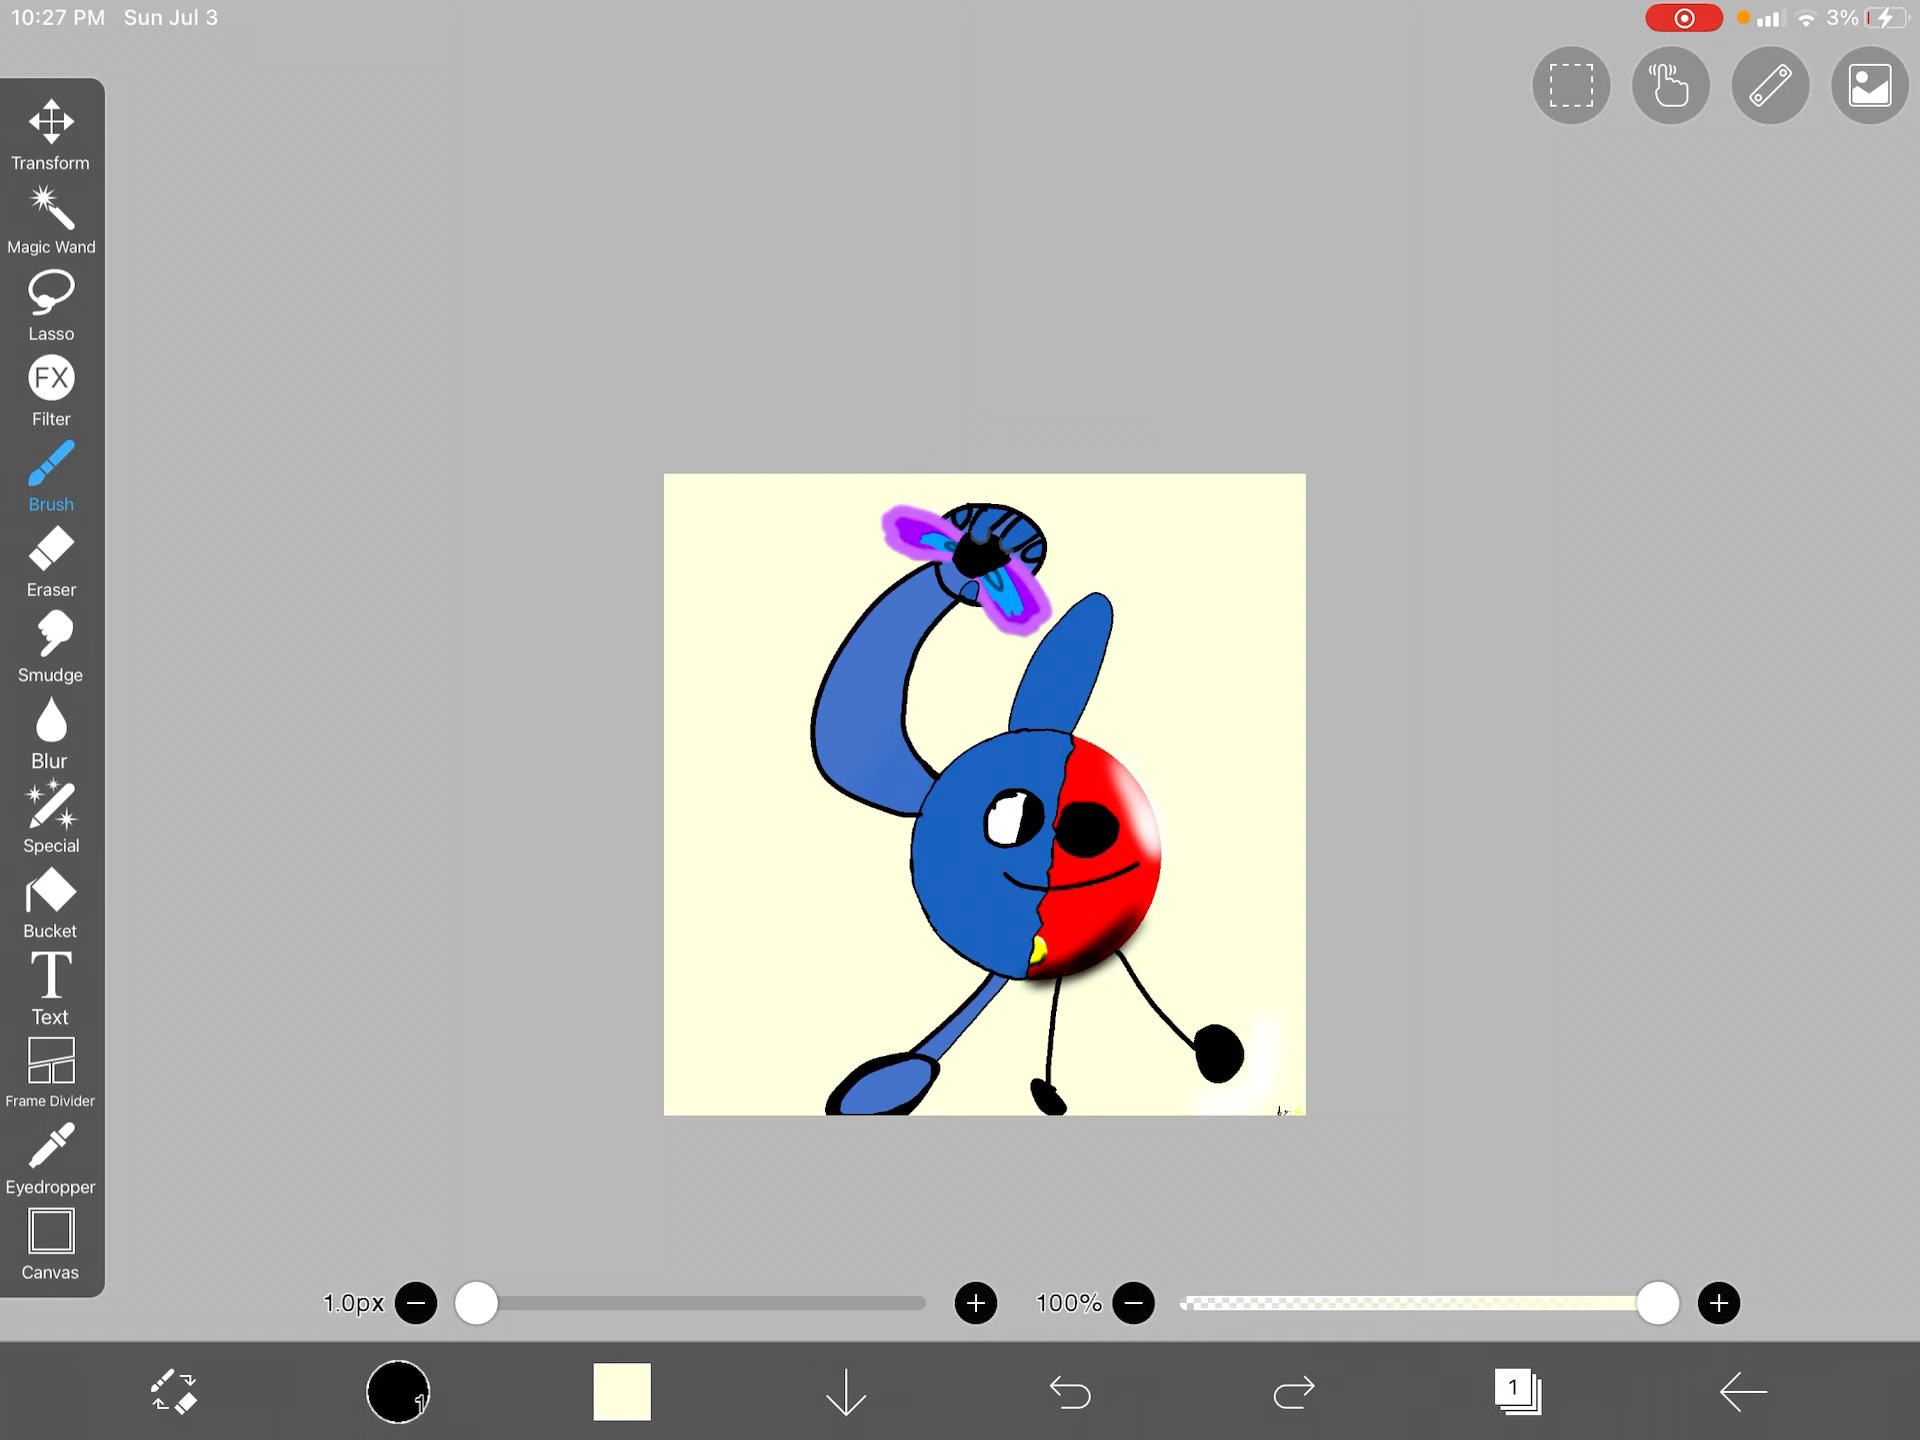 10:27 PM Sun Jul 3
3%
Transform
Magic Wand
Lasso
FX
Filter
Brush
Eraser
Smudge
Blur
Special
Bucket
T
Text
Frame Divider
Eyedropper
Canvas
1.0px
100%
1
1